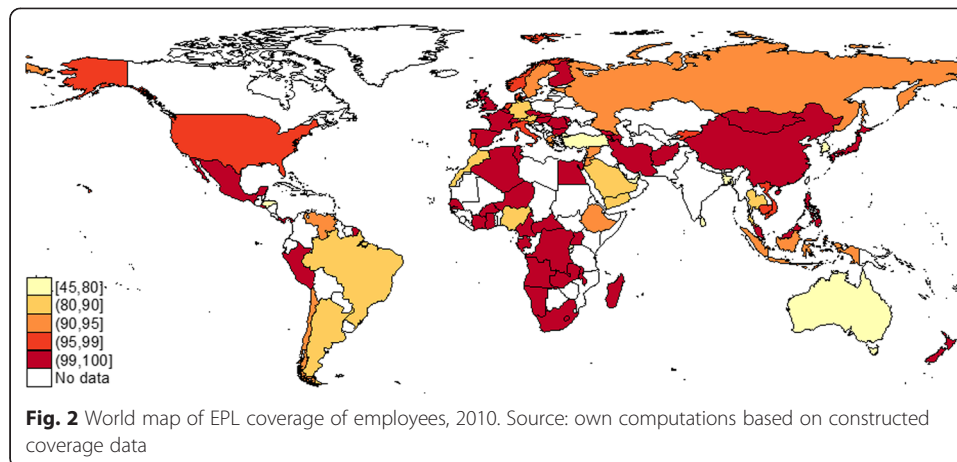 [45,80]
(80,90]
(90,95]
(95,99]
(99,100]
No data
Fig. 2 World map of EPL coverage of employees, 2010. Source: own computations based on constructed
coverage data